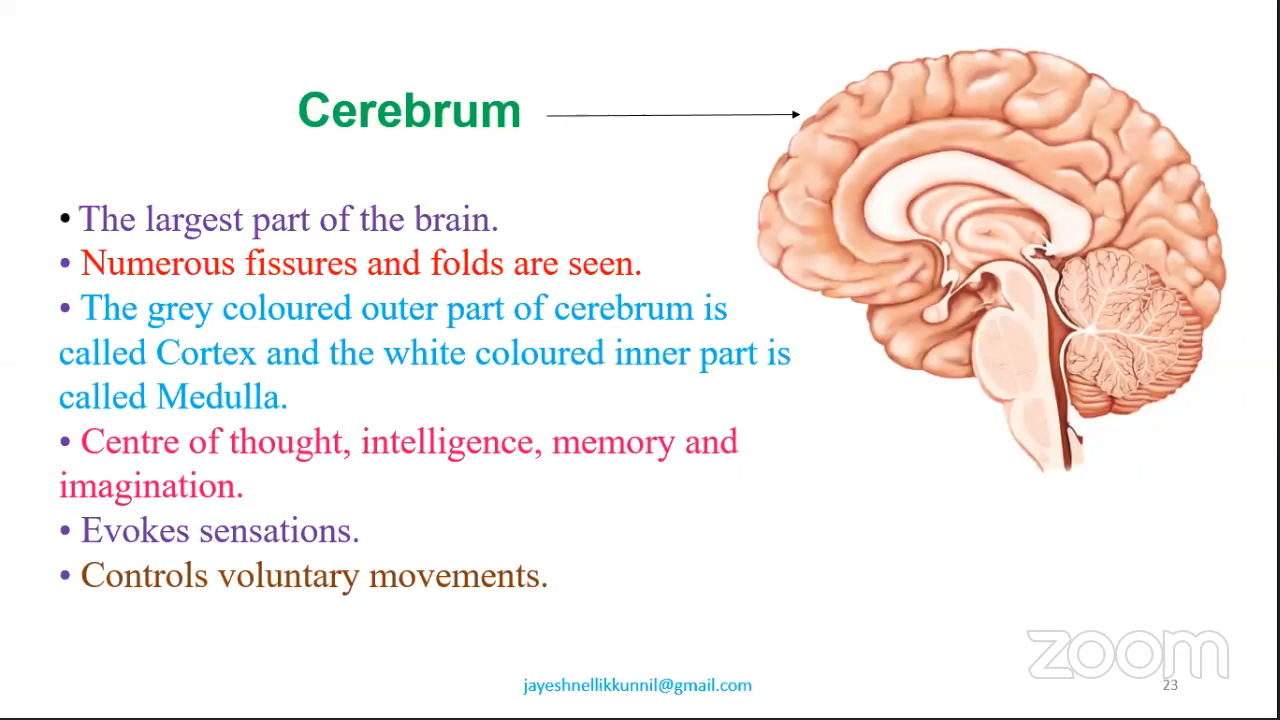 Cerebrum
• The largest part of the brain.
• Numerous fissures and folds are seen.
• The grey coloured outer part of cerebrum is
called Cortex and the white coloured inner part is
called Medulla.
• Centre of thought, intelligence, memory and
imagination.
• Evokes sensations.
• Controls voluntary movements.
zoom
jayeshnellikkunnil@gmail.com
23